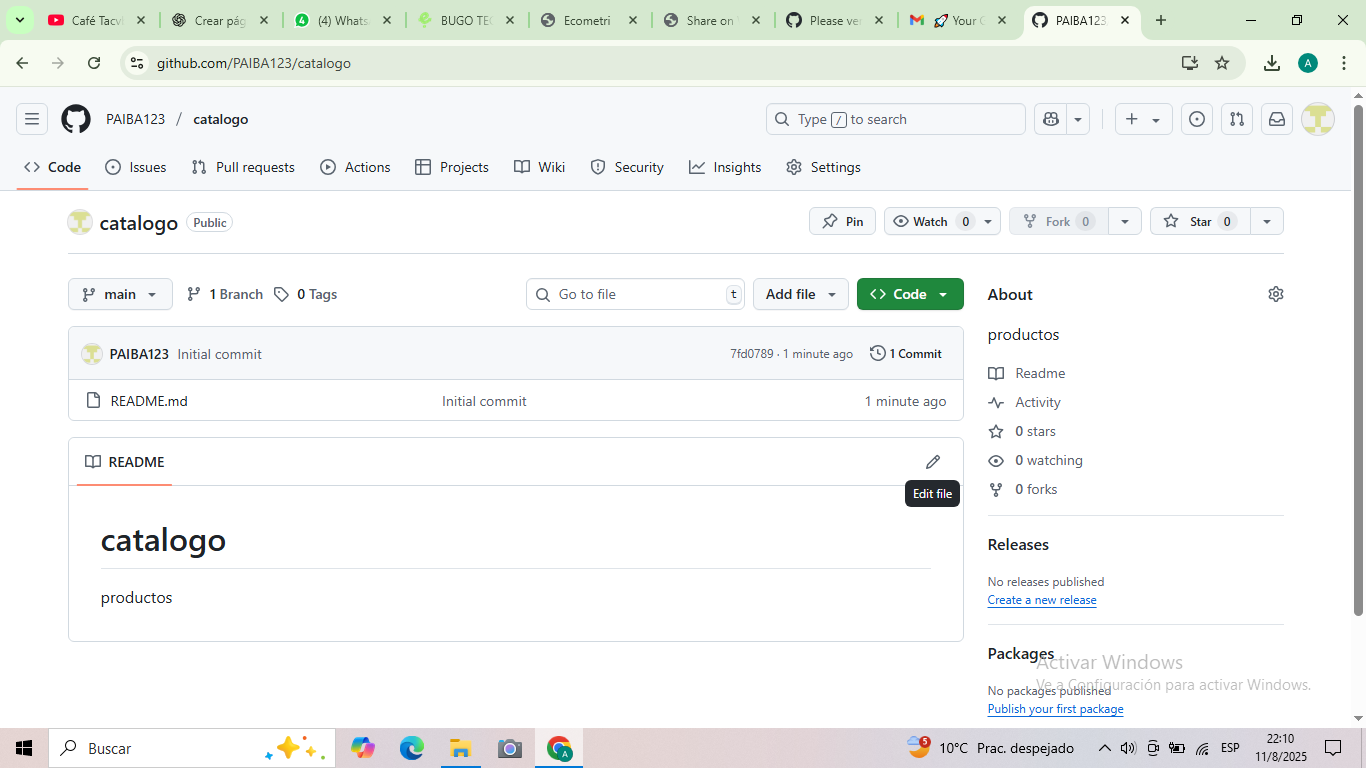 Café Tacv
Crear pág
(4) Whats
BUGO TEC
Ecometri
Share on
Please ve
🚀 Your G
PAIBA123
github.com/PAIBA123/catalogo
A
PAIBA123 / catalogo
Type / to search
Code
Issues
Pull requests
Actions
Projects
Wiki
Security
Insights
Settings
catalogo Public
Pin
Watch 0
Fork 0
Star 0
main
1 Branch
0 Tags
Go to file t
Add file
Code
PAIBA123 Initial commit
7fd0789 · 1 minute ago
1 Commit
README.md
Initial commit
1 minute ago
README
Edit file
catalogo
productos
About
productos
Readme
Activity
0 stars
0 watching
0 forks
Releases
No releases published
Create a new release
Packages
No packages published
Publish your first package
Activar Windows
Ve a Configuración para activar Windows.
Buscar
5
10°C Prac. despejado
ESP
22:10
11/8/2025